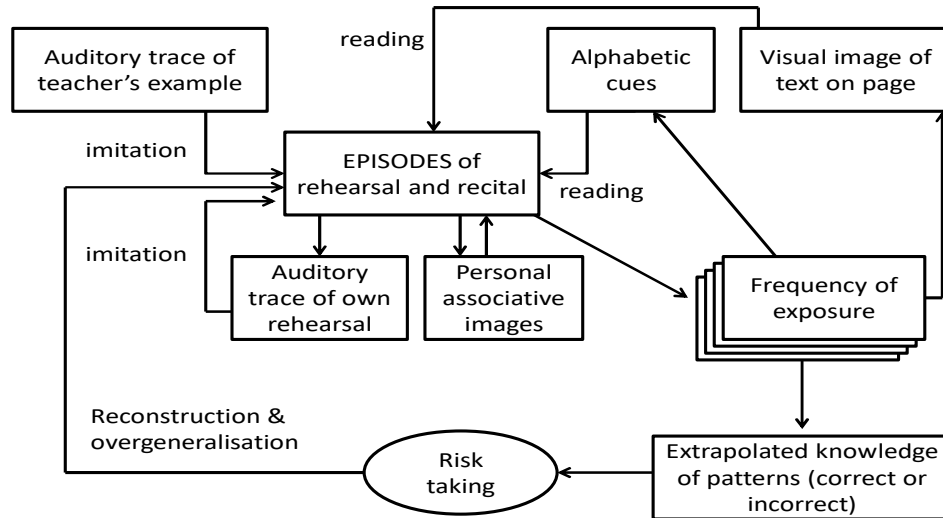 reading
Auditory trace of
teacher's example
Alphabetic
cues
Visual image of
text on page
imitation
EPISODES of
rehearsal and recital
reading
imitation
Auditory
trace of own
rehearsal
Personal
associative
images
Frequency of
exposure
Reconstruction &
overgeneralisation
Risk
taking
Extrapolated knowledge
of patterns (correct or
incorrect)